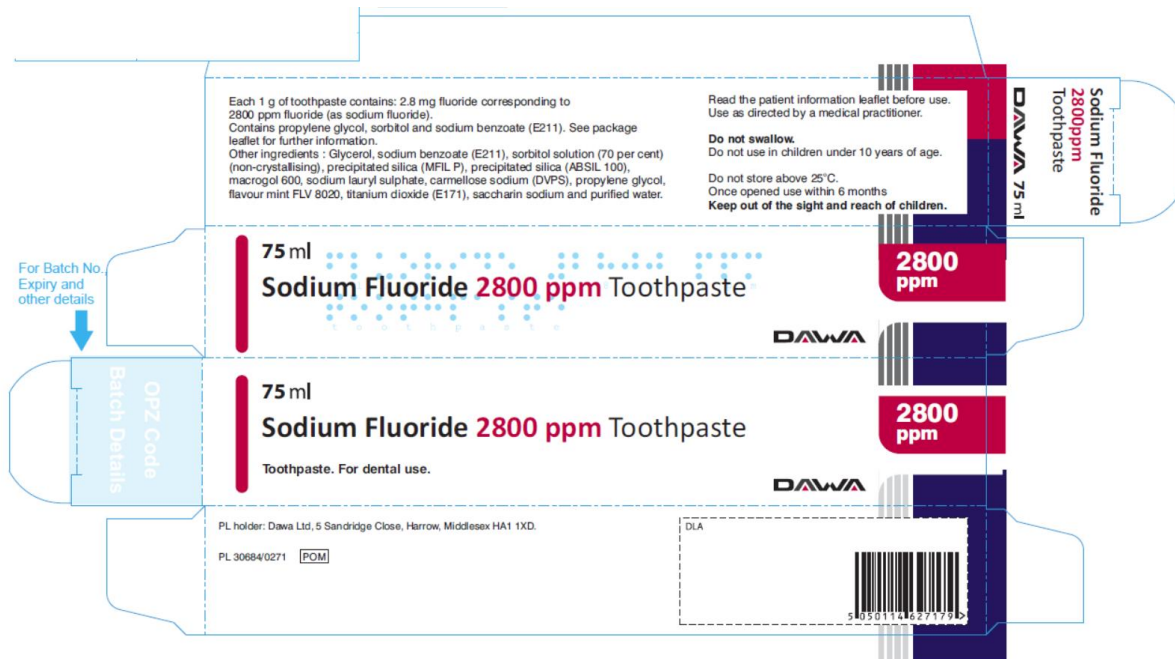 Each 1 g of toothpaste contains: 2.8 mg fluoride corresponding to
2800 ppm fluoride (as sodium fluoride).
Contains propylene glycol, sorbitol and sodium benzoate (E211). See package
leaflet for further information.
Other ingredients : Glycerol, sodium benzoate (E211), sorbitol solution (70 per cent)
(non-crystallising), precipitated silica (MFIL P), precipitated silica (ABSIL 100),
macrogol 600, sodium lauryl sulphate, carmellose sodium (DVPS), propylene glycol,
flavour mint FLV 8020, titanium dioxide (E171), saccharin sodium and purified water.
Read the patient information leaflet before use.
Use as directed by a medical practitioner.
Do not swallow.
Do not use in children under 10 years of age.
Do not store above 25°C.
Once opened use within 6 months
Keep out of the sight and reach of children.
Sodium Fluoride
2800ppm
Toothpaste
DAWA 75 ml
For Batch No.,
Expiry and
other details
75 ml
Sodium Fluoride 2800 ppm Toothpaste
toothpaste
2800
ppm
DAWA
OPZ Code
Batch Details
75 ml
Sodium Fluoride 2800 ppm Toothpaste
Toothpaste. For dental use.
2800
ppm
DAWA
PL holder: Dawa Ltd, 5 Sandridge Close, Harrow, Middlesex HA1 1XD.
PL 30684/0271 POM
DLA
5 050114 627179 >